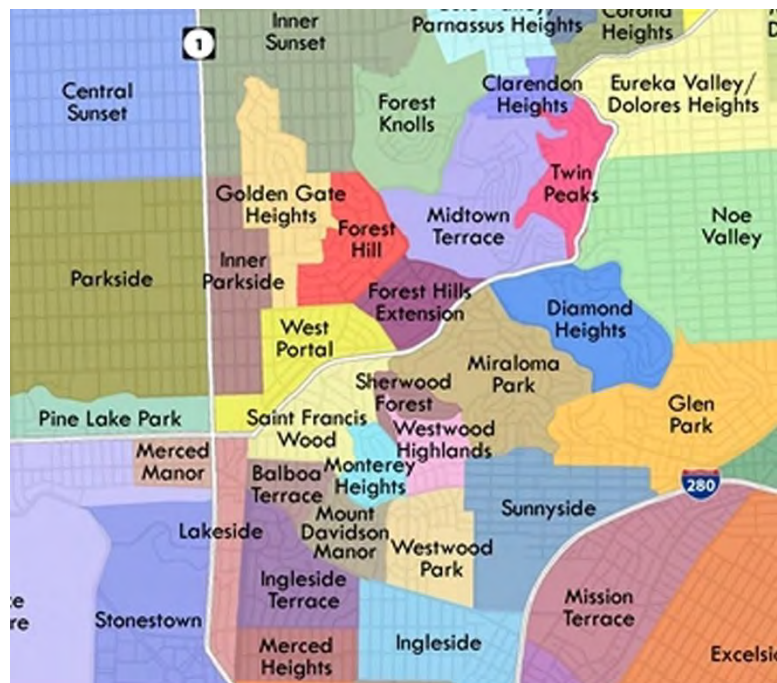 Inner
Sunset
Parnassus Heights
Corona
Heights
1
Central
Sunset
Forest
Knolls
Clarendon
Heights
Eureka Valley/
Dolores Heights
Golden Gate
Heights
Twin
Peaks
Forest
Hill
Midtown
Terrace
Noe
Valley
Parkside
Inner
Parkside
Forest Hills
Extension
Diamond
Heights
West
Portal
Miraloma
Park
Sherwood
Forest
Glen
Park
Pine Lake Park
Saint Francis
Wood
Westwood
Highlands
Merced
Manor
Balboa
Terrace
Monterey
Heights
280
Sunnyside
Lakeside
Mount
Davidson
Manor
Westwood
Park
Ingleside
Terrace
Mission
Terrace
Stonestown
Merced
Heights
Ingleside
Excelsi